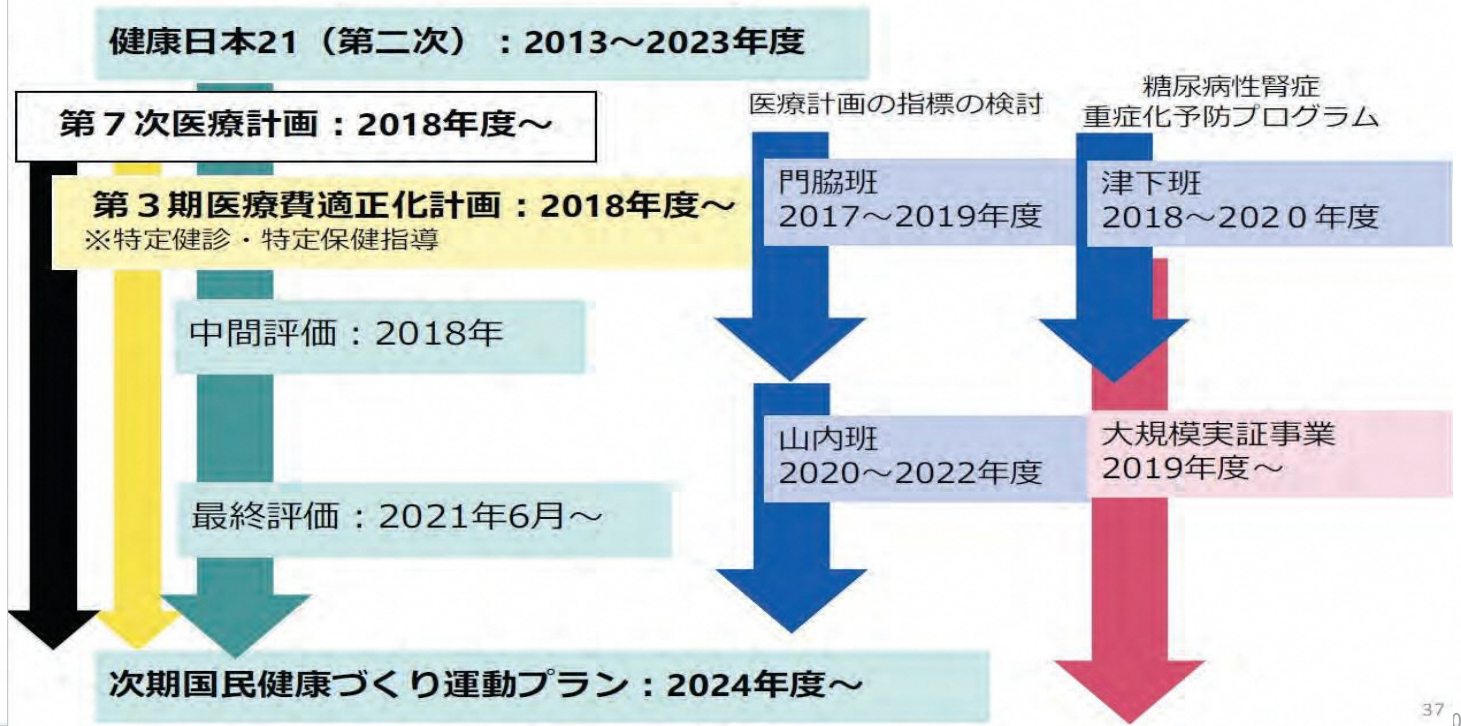 健康日本21（第二次）：2013～2023年度
第７次医療計画：2018年度～
第３期医療費適正化計画：2018年度～
※特定健診・特定保健指導
中間評価：2018年
最終評価：2021年6月～
次期国民健康づくり運動プラン：2024年度～
医療計画の指標の検討
門脇班
2017～2019年度
山内班
2020～2022年度
糖尿病性腎症
重症化予防プログラム
津下班
2018～2０２０年度
大規模実証事業
2019年度～
37